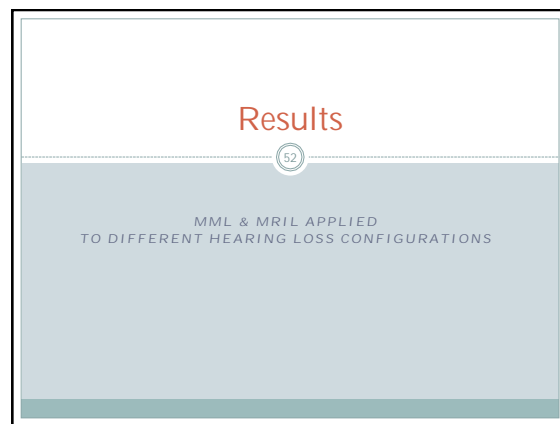 Results
52
MML & MRIL APPLIED
TO DIFFERENT HEARING LOSS CONFIGURATIONS